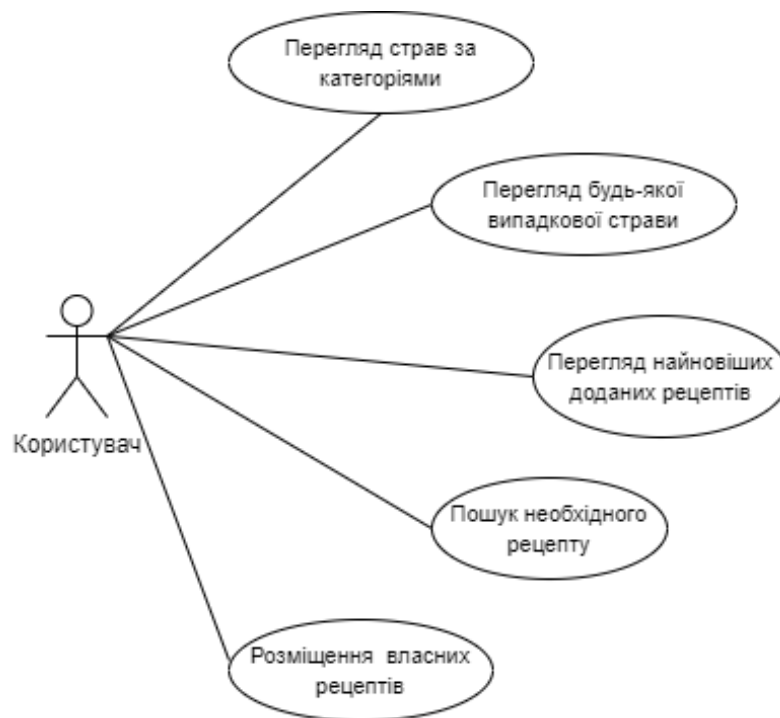 Перегляд страв за
категоріями
Перегляд будь-якої
випадкової страви
Перегляд найновіших
доданих рецептів
Користувач
Пошук необхідного
рецепту
Розміщення власних
рецептів